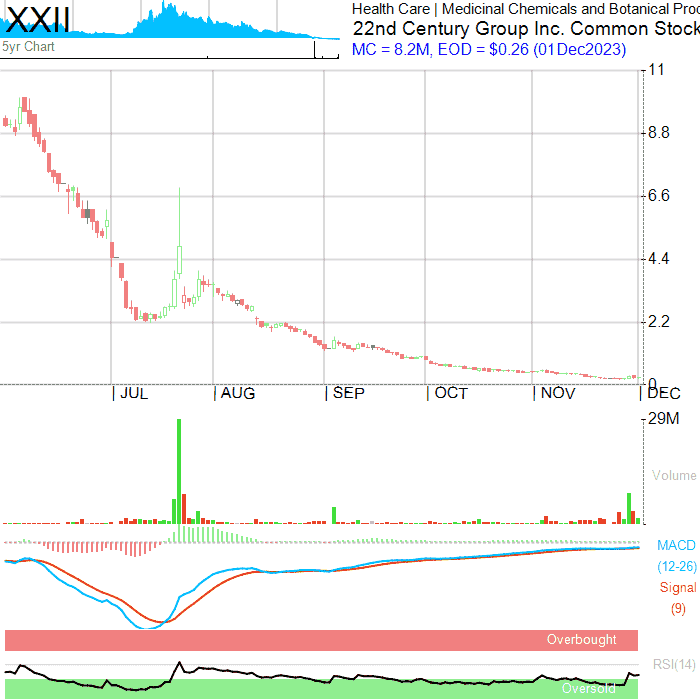 XXII
5yr Chart
Health Care | Medicinal Chemicals and Botanical Prod
22nd Century Group Inc. Common Stock
MC = 8.2M, EOD = $0.26 (01Dec2023)
11
8.8
6.6
4.4
2.2
0
JUL AUG SEP OCT NOV DEC
29M
Volume
MACD
(12-26)
Signal
(9)
Overbought
RSI(14)
Oversold